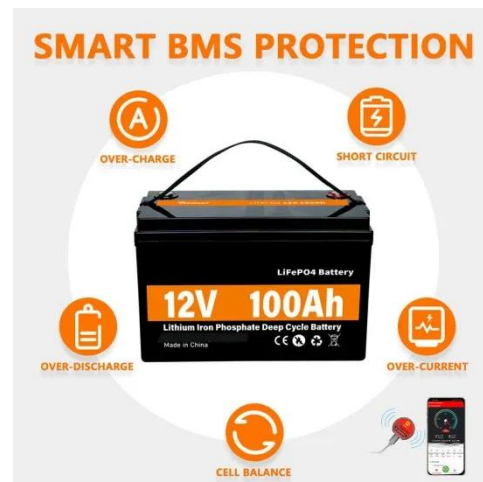 SMART BMS PROTECTION
OVER-CHARGE
SHORT CIRCUIT
LiFePO4 Battery
12V 100Ah
Lithium Iron Phosphate Deep Cycle Battery
Made in China
CE
OVER-DISCHARGE
OVER-CURRENT
CELL BALANCE